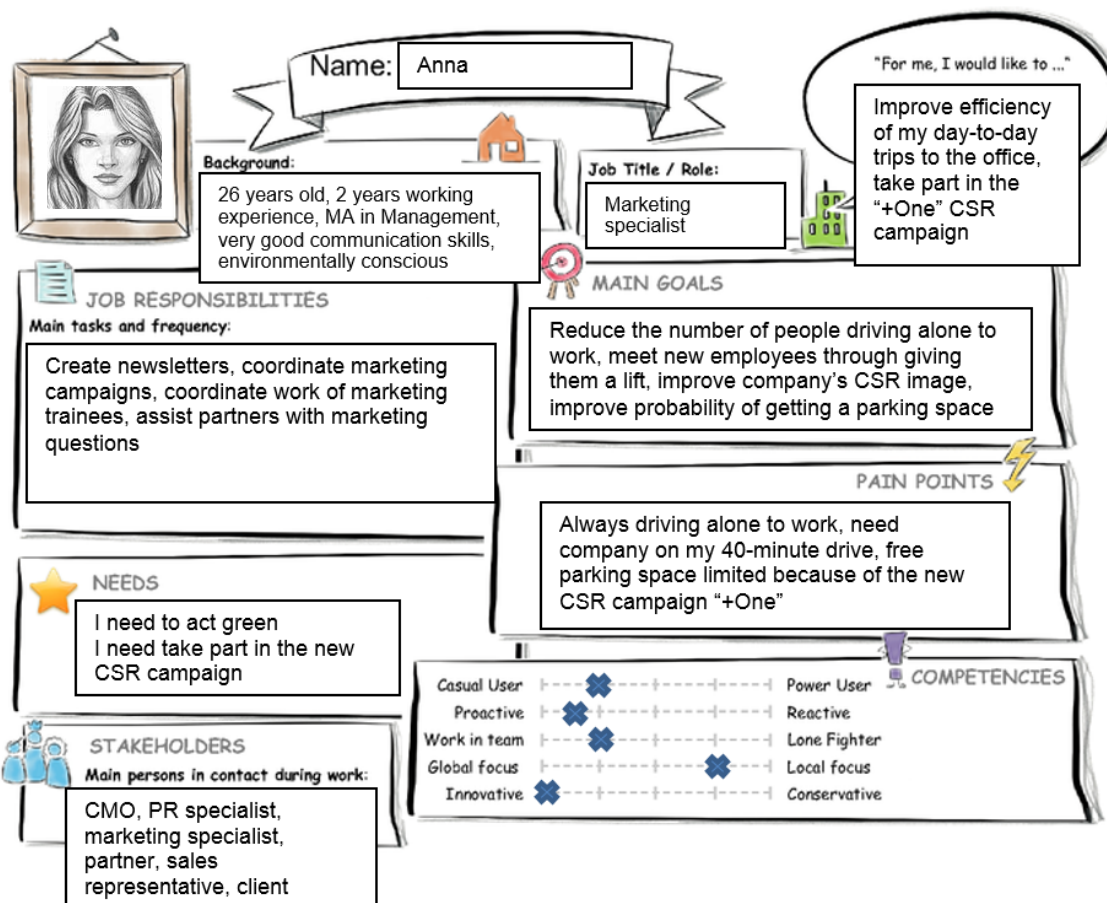 Name: Anna
"For me, I would like to ..."
Improve efficiency
of my day-to-day
trips to the office,
take part in the
“+One” CSR
campaign
Background:
26 years old, 2 years working
experience, MA in Management,
very good communication skills,
environmentally conscious
Job Title / Role:
Marketing
specialist
JOB RESPONSIBILITIES
Main tasks and frequency:
Create newsletters, coordinate marketing
campaigns, coordinate work of marketing
trainees, assist partners with marketing
questions
MAIN GOALS
Reduce the number of people driving alone to
work, meet new employees through giving
them a lift, improve company’s CSR image,
improve probability of getting a parking space
PAIN POINTS
Always driving alone to work, need
company on my 40-minute drive, free
parking space limited because of the new
CSR campaign “+One”
NEEDS
I need to act green
I need take part in the new
CSR campaign
COMPETENCIES
Casual User Power User
Proactive Reactive
Work in team Lone Fighter
Global focus Local focus
Innovative Conservative
STAKEHOLDERS
Main persons in contact during work:
CMO, PR specialist,
marketing specialist,
partner, sales
representative, client